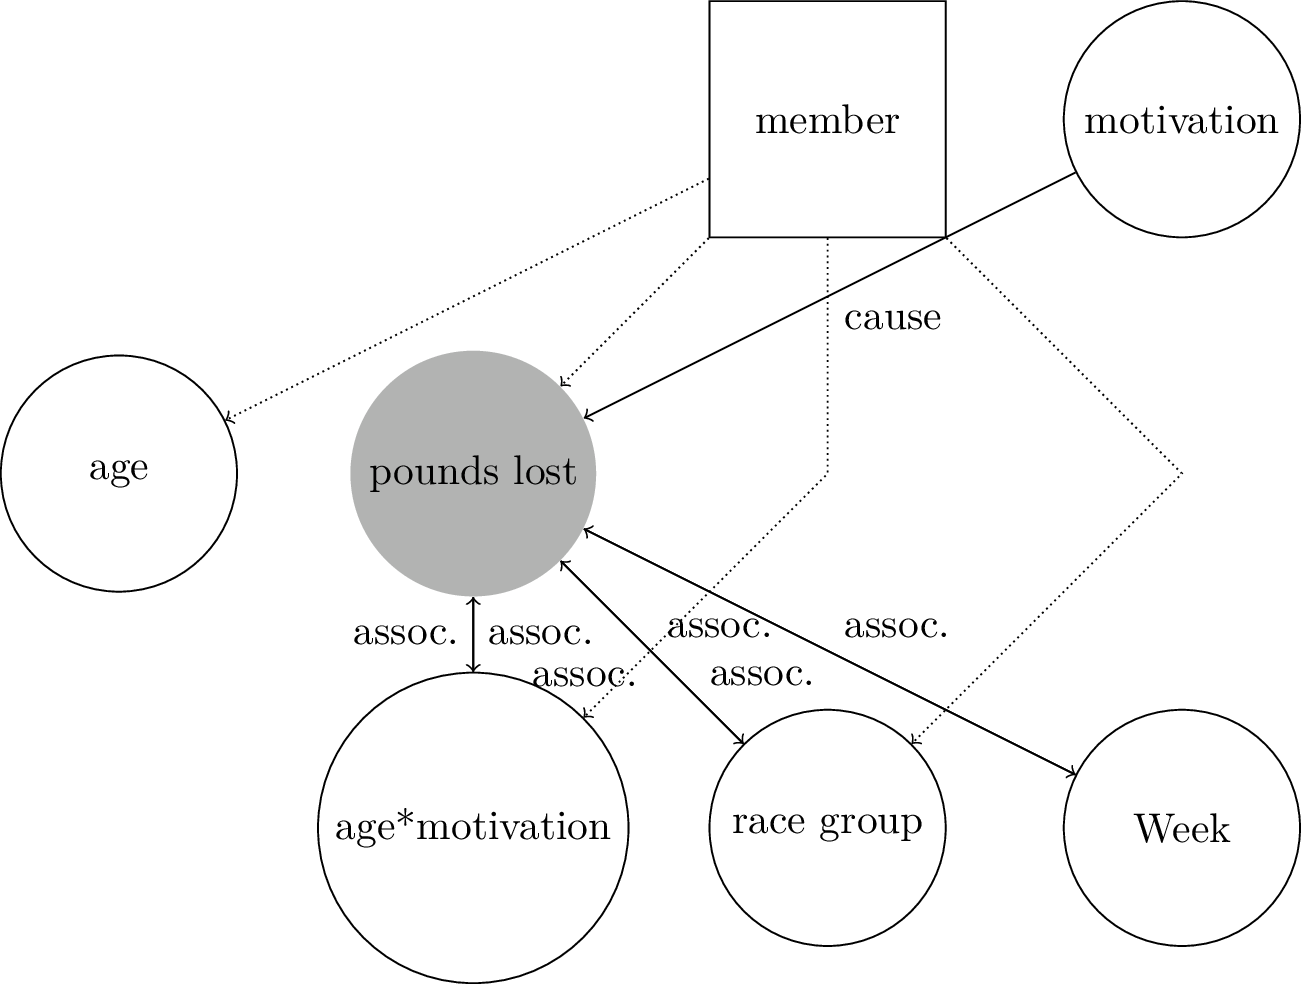 member
motivation
cause
age
pounds lost
assoc.
assoc.
assoc.
assoc.
assoc.
assoc.
age*motivation
race group
Week